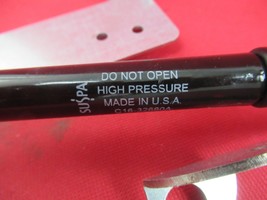 SUSPA
DO NOT OPEN
HIGH PRESSURE
MADE IN U.S.A.